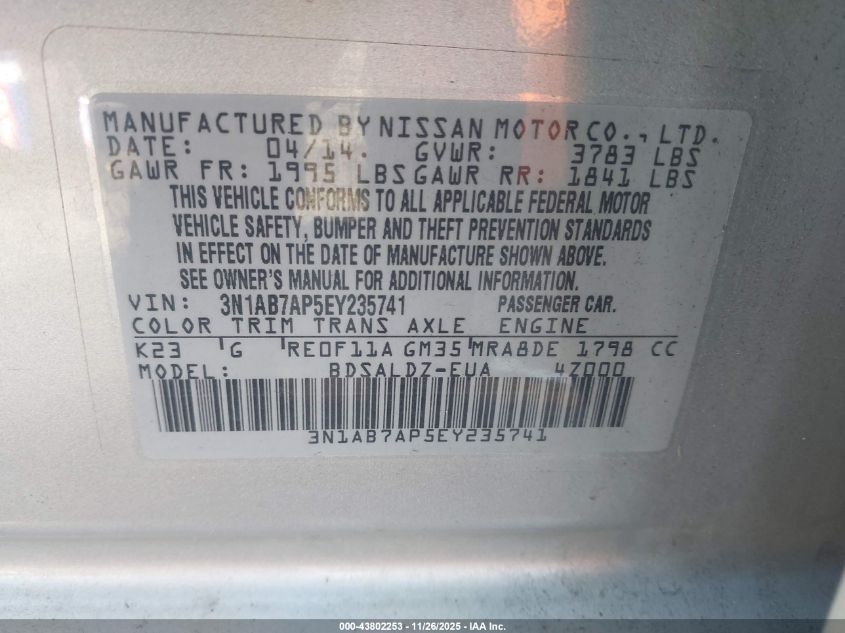 MANUFACTURED BY NISSAN MOTOR CO., LTD.
DATE: 04/14. GVWR: 3783 LBS
GAWR FR: 1995 LBS GAWR RR: 1841 LBS
THIS VEHICLE CONFORMS TO ALL APPLICABLE FEDERAL MOTOR
VEHICLE SAFETY, BUMPER AND THEFT PREVENTION STANDARDS
IN EFFECT ON THE DATE OF MANUFACTURE SHOWN ABOVE.
SEE OWNER'S MANUAL FOR ADDITIONAL INFORMATION.
VIN: 3N1AB7AP5EY235741 PASSENGER CAR.
COLOR TRIM TRANS AXLE ENGINE
K23 G RE0F11A GM35 MRA8DE 1798 CC
MODEL: BDSALDZ-EUA 4Z000
3N1AB7AP5EY235741
000-43802253 - 11/26/2025 - IAA Inc.